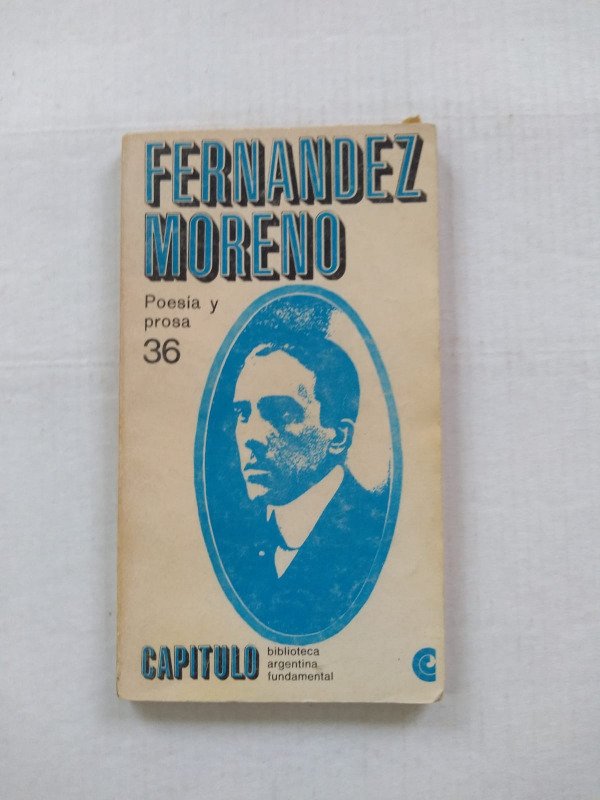 FERNANDEZ
MORENO
Poesía y
prosa
36
CAPITULO
biblioteca
argentina
fundamental